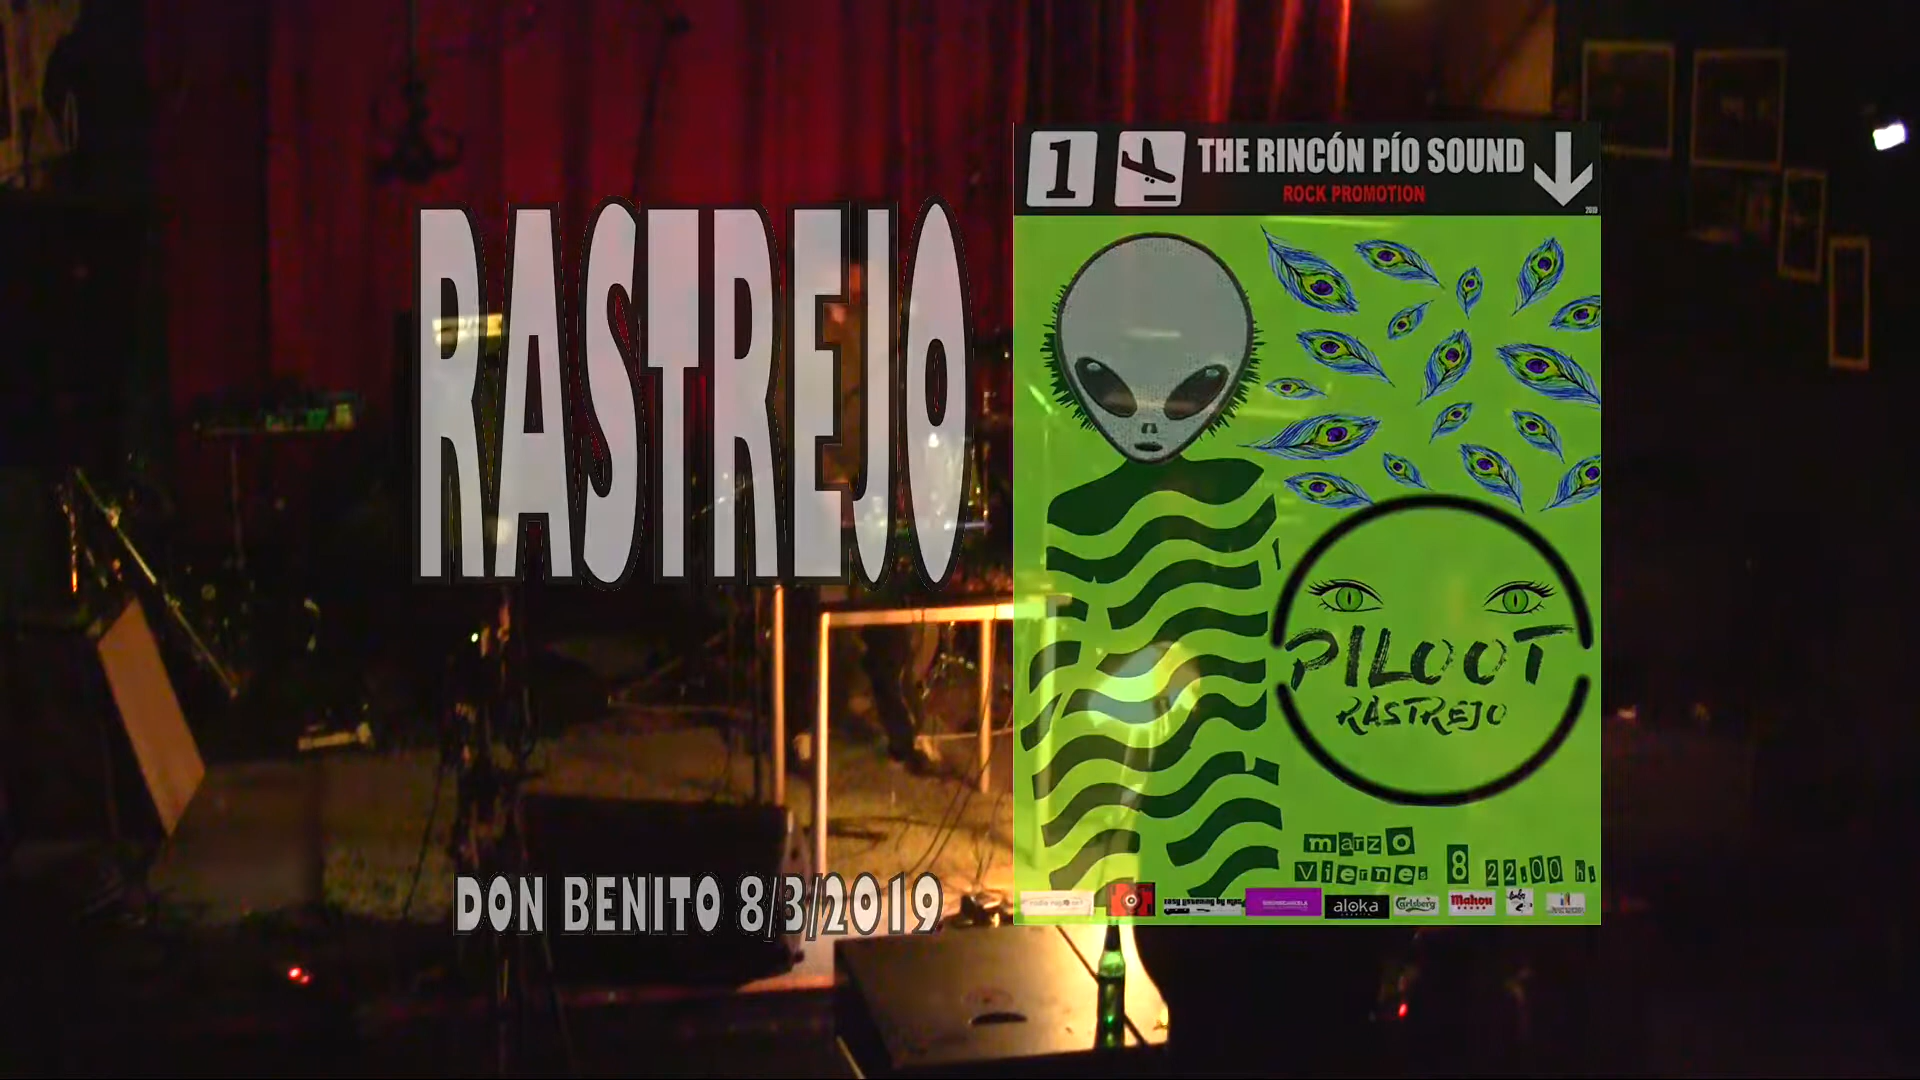 RASTREJO
DON BENITO 8/3/2019
1
THE RINCÓN PÍO SOUND
ROCK PROMOTION
2019
PILOOT
RASTREJO
marzo
Viernes 8 22:00 h.
aloka
Carlsberg
Mahou